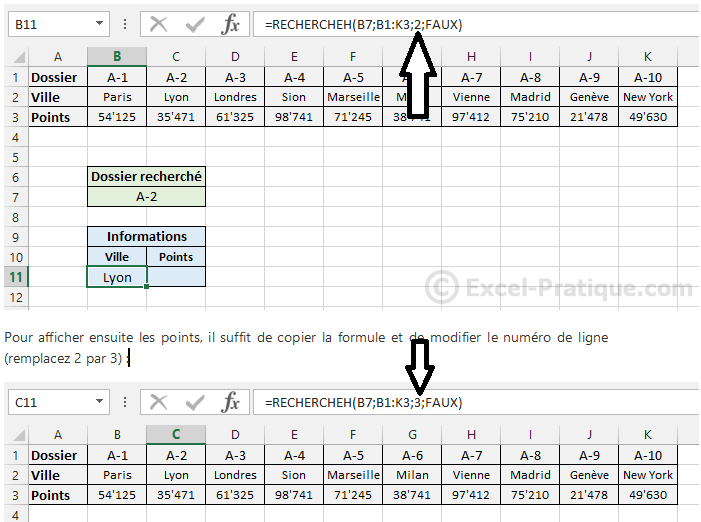 B11 fx =RECHERCHEH(B7;B1:K3;2;FAUX)
A B C D E F H I J K
1 Dossier A-1 A-2 A-3 A-4 A-5 A-7 A-8 A-9 A-10
2 Ville Paris Lyon Londres Sion Marseille Vienne Madrid Genève New York
3 Points 54'125 35'471 61'325 98'741 71'245 38'741 97'412 75'210 21'478 49'630
4
5
6 Dossier recherché
7 A-2
8
9 Informations
10 Ville Points
11 Lyon
12
© Excel-Pratique.com
Pour afficher ensuite les points, il suffit de copier la formule et de modifier le numéro de ligne
(remplacez 2 par 3) :
C11 fx =RECHERCHEH(B7;B1:K3;3;FAUX)
A B C D E F G H I J K
1 Dossier A-1 A-2 A-3 A-4 A-5 A-6 A-7 A-8 A-9 A-10
2 Ville Paris Lyon Londres Sion Marseille Milan Vienne Madrid Genève New York
3 Points 54'125 35'471 61'325 98'741 71'245 38'741 97'412 75'210 21'478 49'630
4